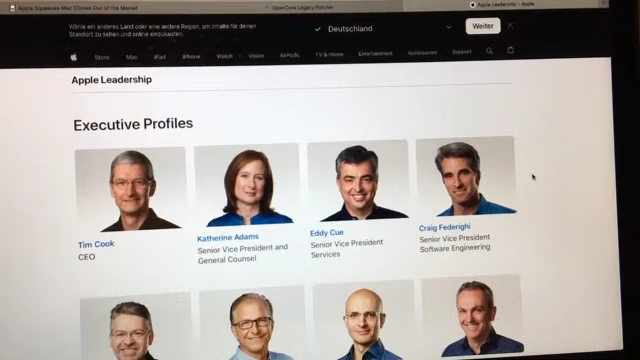 Apple Squeezes Mac Clones Out of the Market
OpenCore Legacy Patcher
Apple Leadership - Apple
Wähle ein anderes Land oder eine andere Region, um Inhalte für deinen
Standort zu sehen und online einzukaufen.
Deutschland
Weiter
Store Mac iPad iPhone Watch Vision AirPods TV & Home Entertainment Accessories Support
Apple Leadership
Executive Profiles
Tim Cook
CEO
Katherine Adams
Senior Vice President and
General Counsel
Eddy Cue
Senior Vice President
Services
Craig Federighi
Senior Vice President
Software Engineering